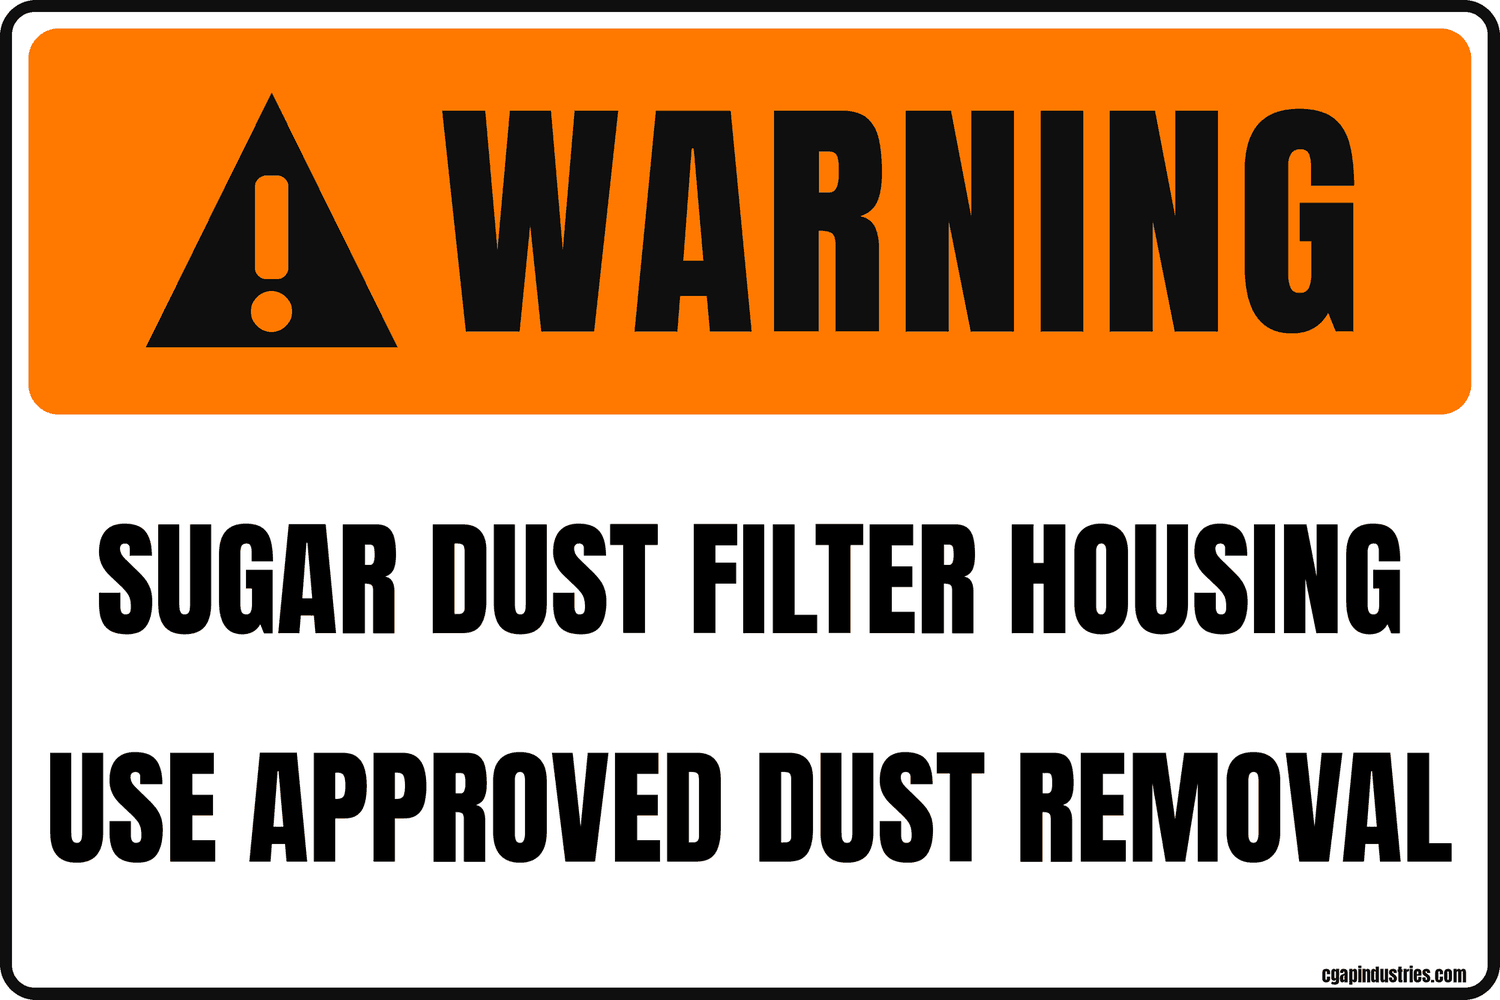 WARNING
SUGAR DUST FILTER HOUSING
USE APPROVED DUST REMOVAL
cgapindustries.com